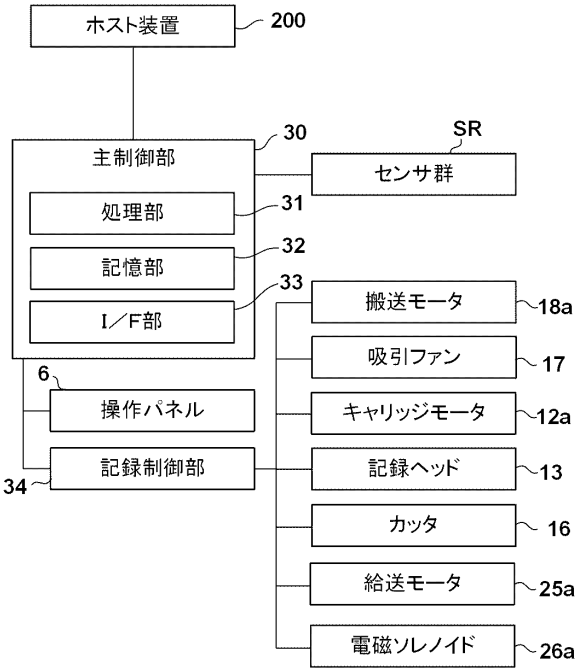 ホスト装置
200
30
主制御部
SR
センサ群
処理部
31
記憶部
32
I/F部
33
搬送モータ
18a
吸引ファン
17
6
操作パネル
キャリッジモータ
12a
記録制御部
34
記録ヘッド
13
カッタ
16
給送モータ
25a
電磁ソレノイド
26a